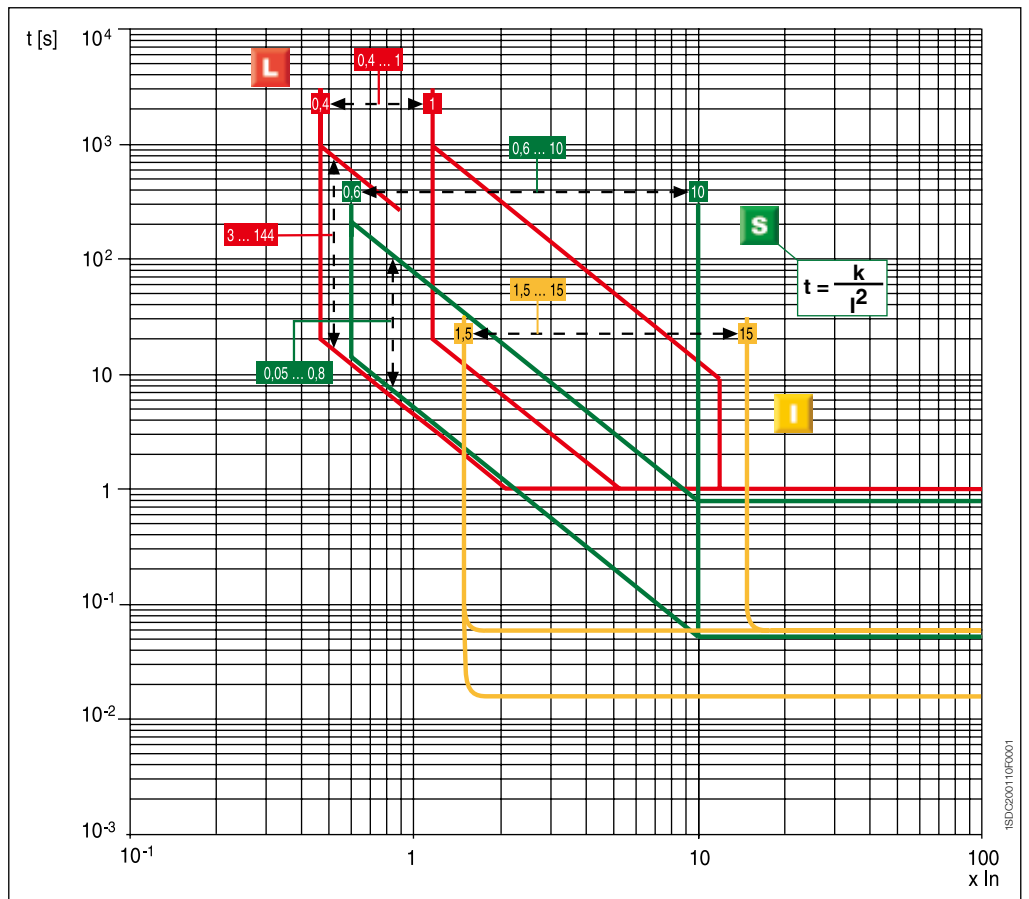 t [s]
10⁴
L
0,4 ... 1
0,4
1
10³
0,6 ... 10
0,6
10
S
3 ... 144
10²
t = k / I²
1,5 ... 15
1,5
15
0,05 ... 0,8
10
I
1
10⁻¹
10⁻²
10⁻³
10⁻¹
1
10
100
x In
1SDC200110F0001